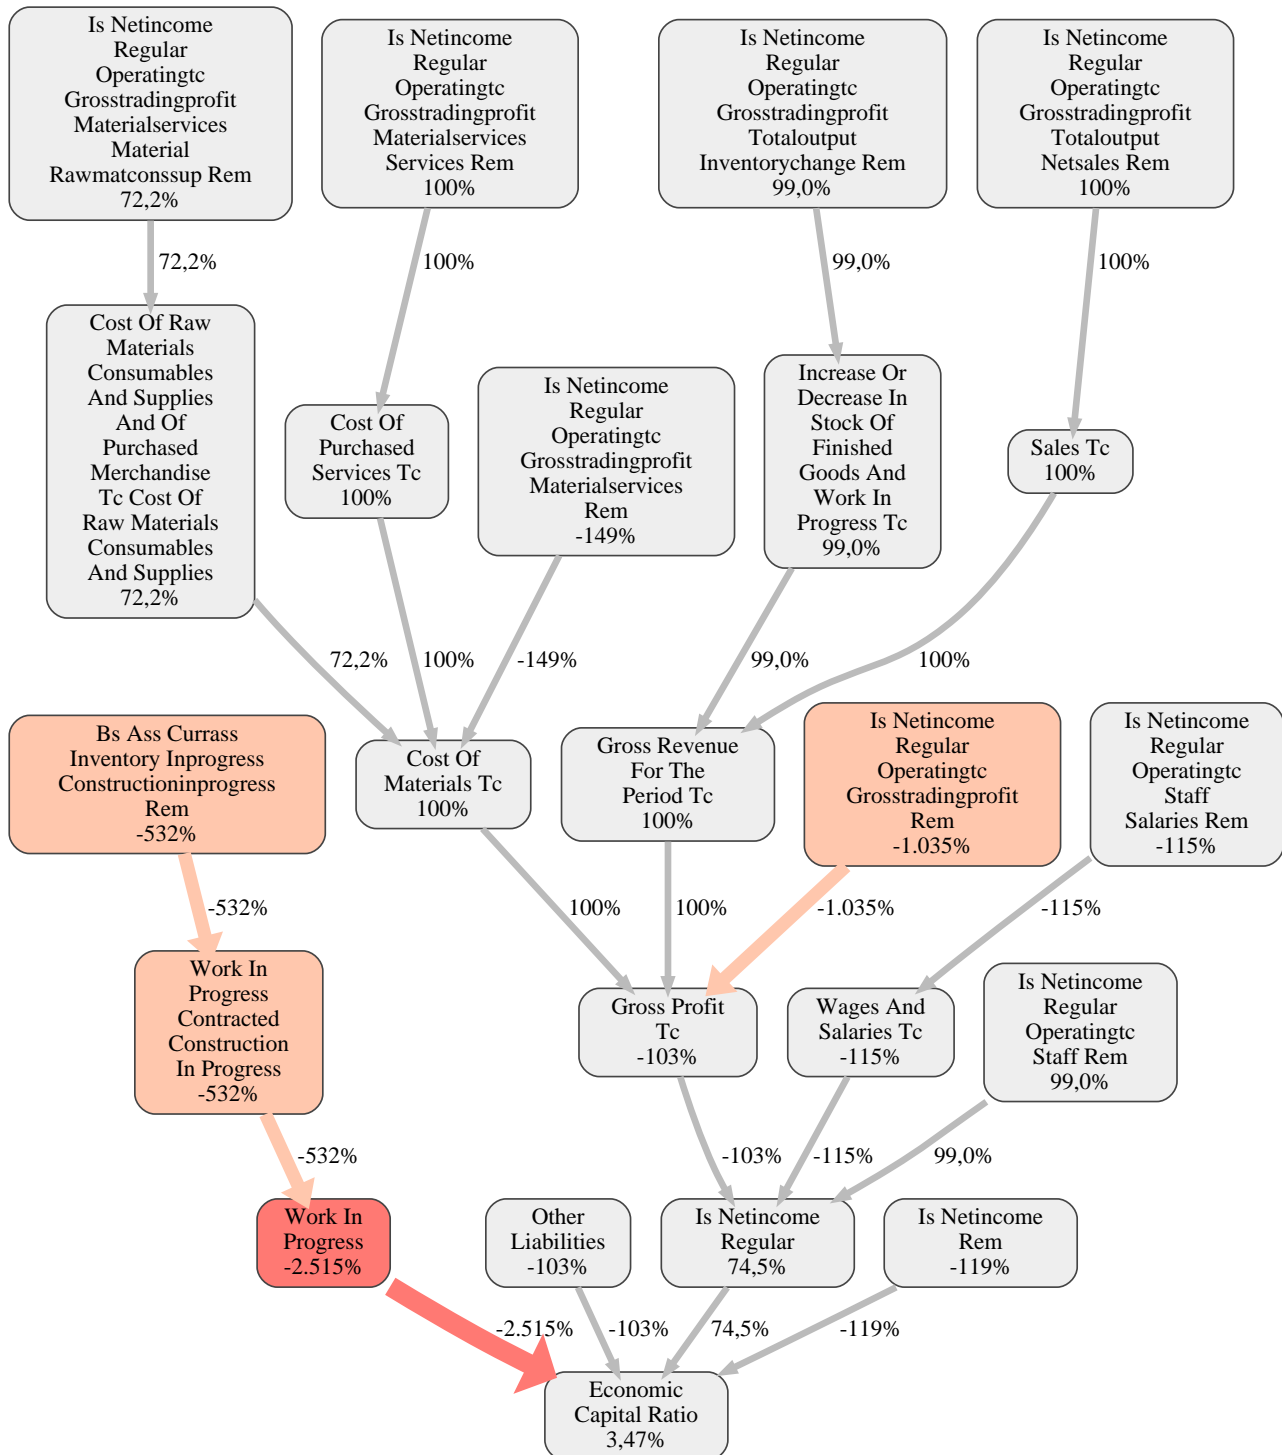 Is Netincome
Regular
Operatingtc
Grosstradingprofit
Materialservices
Material
Rawmatconssup Rem
72,2%
Is Netincome
Regular
Operatingtc
Grosstradingprofit
Materialservices
Services Rem
100%
Is Netincome
Regular
Operatingtc
Grosstradingprofit
Totaloutput
Inventorychange Rem
99,0%
Is Netincome
Regular
Operatingtc
Grosstradingprofit
Totaloutput
Netsales Rem
100%
72,2%
100%
99,0%
100%
Cost Of Raw
Materials
Consumables
And Supplies
And Of
Purchased
Merchandise
Tc Cost Of
Raw Materials
Consumables
And Supplies
72,2%
Cost Of
Purchased
Services Tc
100%
Is Netincome
Regular
Operatingtc
Grosstradingprofit
Materialservices
Rem
-149%
Increase Or
Decrease In
Stock Of
Finished
Goods And
Work In
Progress Tc
99,0%
Sales Tc
100%
72,2%
100%
-149%
99,0%
100%
Bs Ass Currass
Inventory Inprogress
Constructioninprogress
Rem
-532%
Cost Of
Materials Tc
100%
Gross Revenue
For The
Period Tc
100%
Is Netincome
Regular
Operatingtc
Grosstradingprofit
Rem
-1.035%
Is Netincome
Regular
Operatingtc
Staff
Salaries Rem
-115%
-532%
100%
100%
-1.035%
-115%
Work In
Progress
Contracted
Construction
In Progress
-532%
Gross Profit
Tc
-103%
Wages And
Salaries Tc
-115%
Is Netincome
Regular
Operatingtc
Staff Rem
99,0%
-532%
-103%
-115%
99,0%
Work In
Progress
-2.515%
Other
Liabilities
-103%
Is Netincome
Regular
74,5%
Is Netincome
Rem
-119%
-2.515%
-103%
74,5%
-119%
Economic
Capital Ratio
3,47%